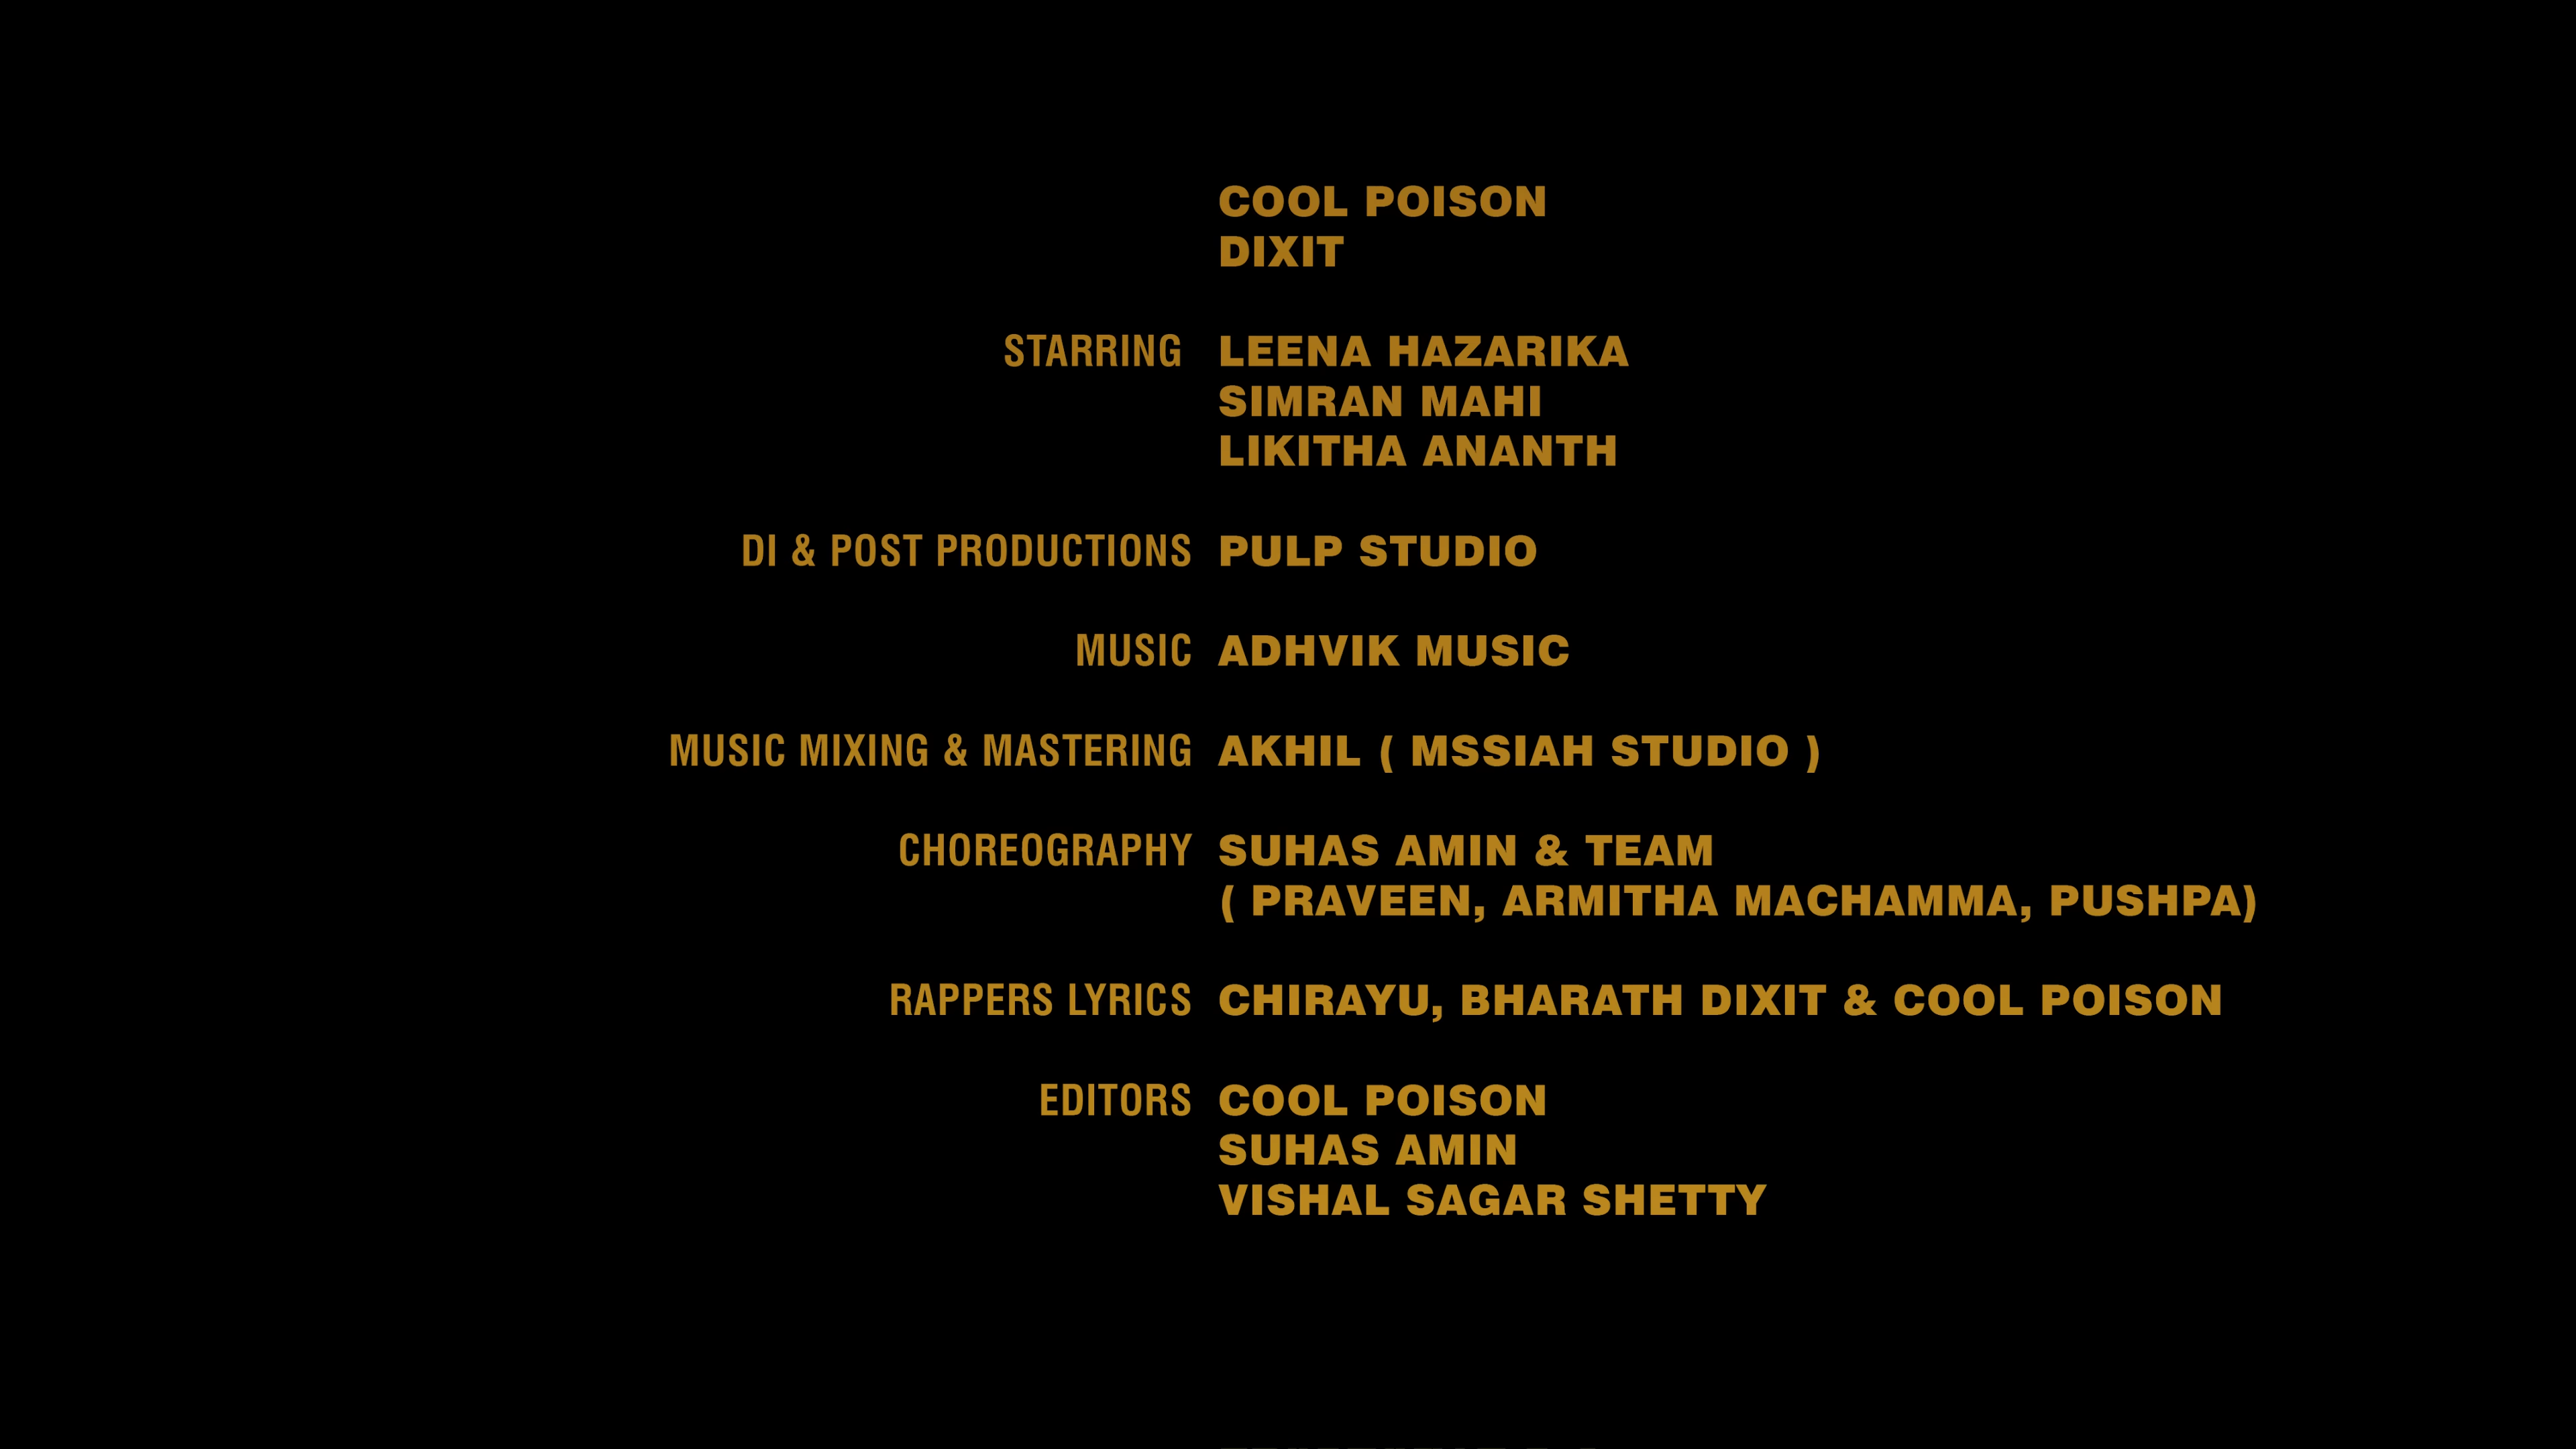 COOL POISON
DIXIT
STARRING LEENA HAZARIKA
SIMRAN MAHI
LIKITHA ANANTH
DI & POST PRODUCTIONS PULP STUDIO
MUSIC ADHVIK MUSIC
MUSIC MIXING & MASTERING AKHIL ( MSSIAH STUDIO )
CHOREOGRAPHY SUHAS AMIN & TEAM
( PRAVEEN, ARMITHA MACHAMMA, PUSHPA)
RAPPERS LYRICS CHIRAYU, BHARATH DIXIT & COOL POISON
EDITORS COOL POISON
SUHAS AMIN
VISHAL SAGAR SHETTY